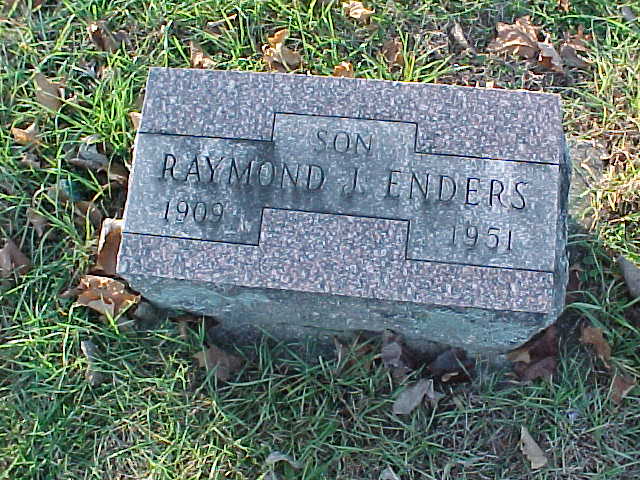 SON
RAYMOND J. ENDERS
1909 1951